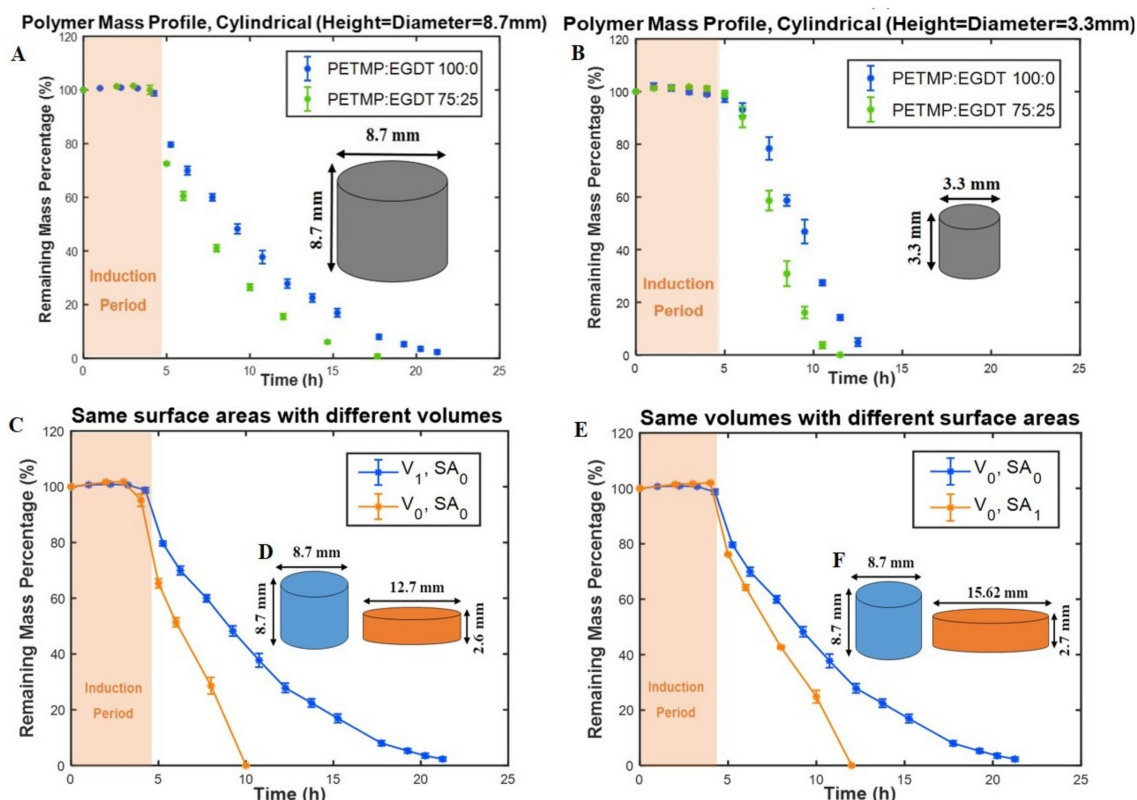 Polymer Mass Profile, Cylindrical (Height=Diameter=8.7mm)
A
Remaining Mass Percentage (%)
120
100
80
60
40
20
0
PETMP:EGDT 100:0
PETMP:EGDT 75:25
8.7 mm
8.7 mm
Induction
Period
0
5
10
15
20
25
Time (h)
Polymer Mass Profile, Cylindrical (Height=Diameter=3.3mm)
B
Remaining Mass Percentage (%)
120
100
80
60
40
20
0
PETMP:EGDT 100:0
PETMP:EGDT 75:25
3.3 mm
3.3 mm
Induction
Period
0
5
10
15
20
25
Time (h)
C
Same surface areas with different volumes
Remaining Mass Percentage (%)
120
100
80
60
40
20
0
V1, SA0
V0, SA0
D
8.7 mm
8.7 mm
12.7 mm
2.6 mm
Induction
Period
0
5
10
15
20
25
Time (h)
E
Same volumes with different surface areas
Remaining Mass Percentage (%)
120
100
80
60
40
20
0
V0, SA0
V0, SA1
F
8.7 mm
8.7 mm
15.62 mm
2.7 mm
Induction
Period
0
5
10
15
20
25
Time (h)